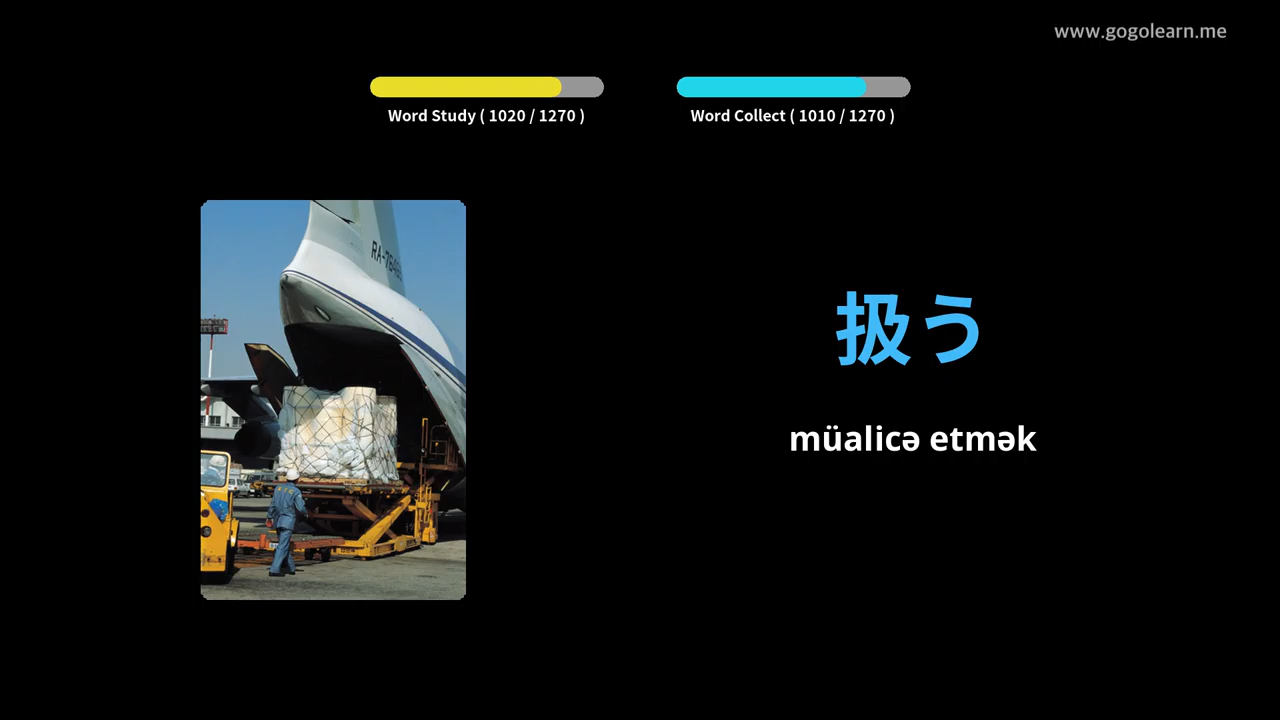 www.gogolearn.me
Word Study ( 1020 / 1270 )
Word Collect ( 1010 / 1270 )
扱う
müalicə etmək